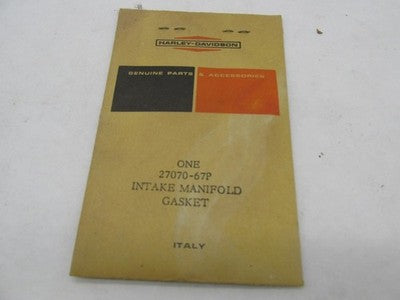 HARLEY-DAVIDSON
GENUINE PARTS & ACCESSORIES
ONE
27070-67P
INTAKE MANIFOLD
GASKET
ITALY